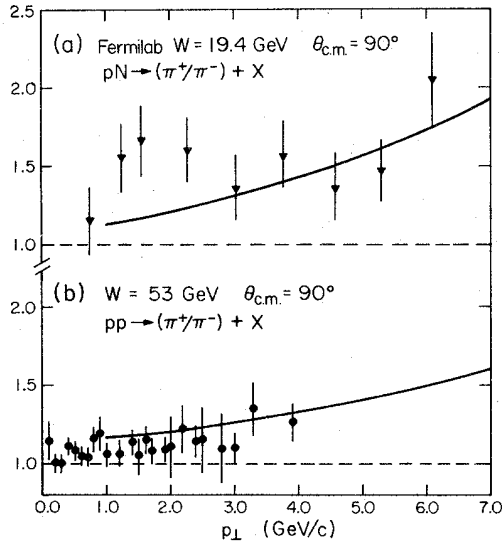 (a) Fermilab W = 19.4 GeV θc.m. = 90°
pN → (π⁺/π⁻) + X
2.5
2.0
1.5
1.0
(b) W = 53 GeV θc.m. = 90°
pp → (π⁺/π⁻) + X
2.0
1.5
1.0
0.0 1.0 2.0 3.0 4.0 5.0 6.0 7.0
p⊥ (GeV/c)